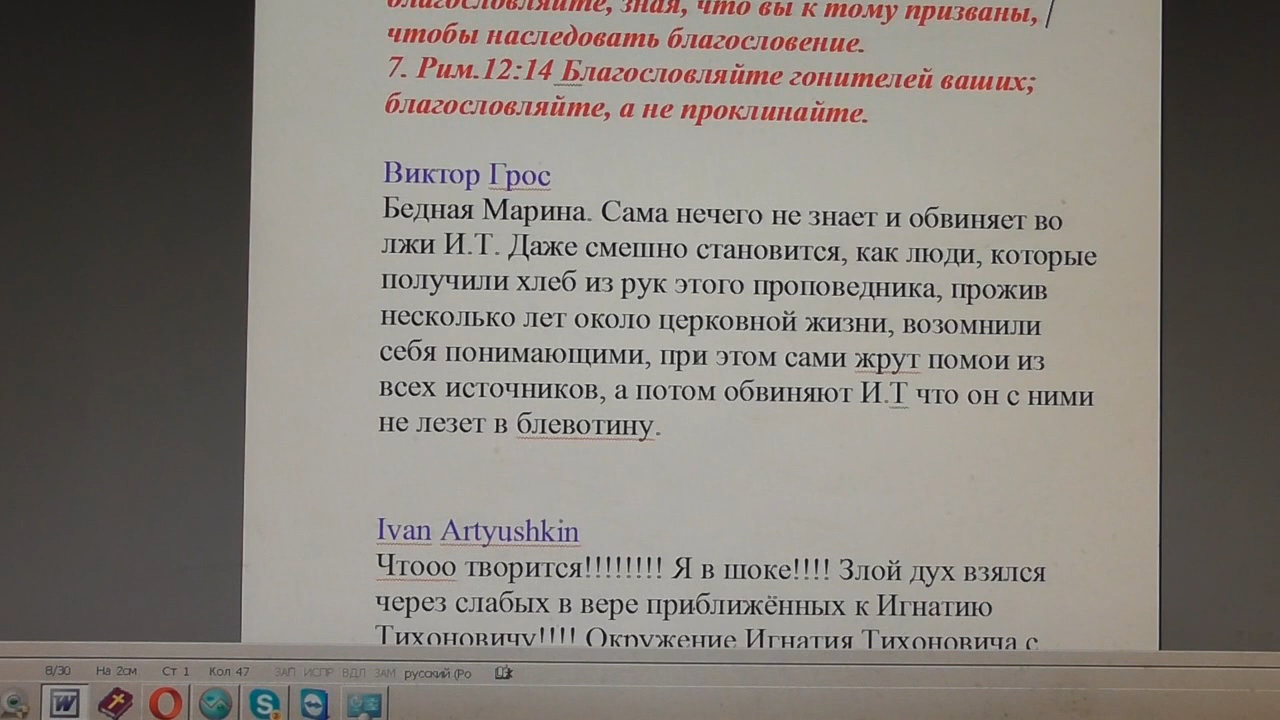 благословляйте, зная, что вы к тому призваны,
чтобы наследовать благословение.
7. Рим.12:14 Благословляйте гонителей ваших;
благословляйте, а не проклинайте.
Виктор Грос
Бедная Марина. Сама нечего не знает и обвиняет во
лжи И.Т. Даже смешно становится, как люди, которые
получили хлеб из рук этого проповедника, прожив
несколько лет около церковной жизни, возомнили
себя понимающими, при этом сами жрут помои из
всех источников, а потом обвиняют И.Т что он с ними
не лезет в блевотину.
Ivan Artyushkin
Чтооо творится!!!!!!!! Я в шоке!!!! Злой дух взялся
через слабых в вере приближённых к Игнатию
Тихоновичу!!!! Окружение Игнатия Тихоновича с
8/30 На 2см Ст 1 Кол 47 ЗАП ИСПР ВДЛ ЗАМ русский (Ро